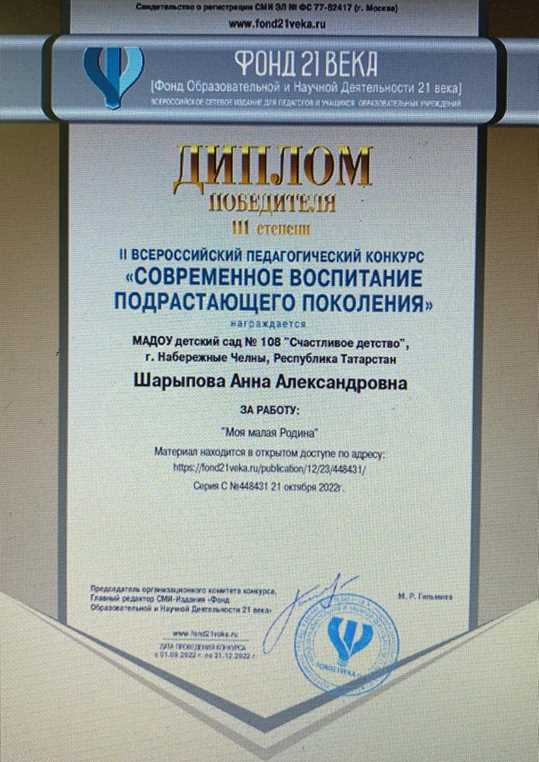 Свидетельство о регистрации СМИ ЭЛ № ФС 77-82417 (г. Москва)
www.fond21veka.ru
ФОНД 21 ВЕКА
[Фонд Образовательной и Научной Деятельности 21 века]
ВСЕРОССИЙСКОЕ СЕТЕВОЕ ИЗДАНИЕ ДЛЯ ПЕДАГОГОВ И УЧАЩИХСЯ ОБРАЗОВАТЕЛЬНЫХ УЧРЕЖДЕНИЙ
ДИПЛОМ
ПОБЕДИТЕЛЯ
III степени
II ВСЕРОССИЙСКИЙ ПЕДАГОГИЧЕСКИЙ КОНКУРС
«СОВРЕМЕННОЕ ВОСПИТАНИЕ
ПОДРАСТАЮЩЕГО ПОКОЛЕНИЯ»
награждается
МАДОУ детский сад № 108 "Счастливое детство",
г. Набережные Челны, Республика Татарстан
Шарыпова Анна Александровна
ЗА РАБОТУ:
"Моя малая Родина"
Материал находится в открытом доступе по адресу:
https://fond21veka.ru/publication/12/23/448431/
Серия С №448431 21 октября 2022г.
Председатель организационного комитета конкурса,
Главный редактор СМИ-Издания «Фонд
Образовательной и Научной Деятельности 21 века»
М. Р. Гильмиев
www.fond21veka.ru
ДАТА ПРОВЕДЕНИЯ КОНКУРСА
с 01.09.2022 г. по 31.12.2022 г.